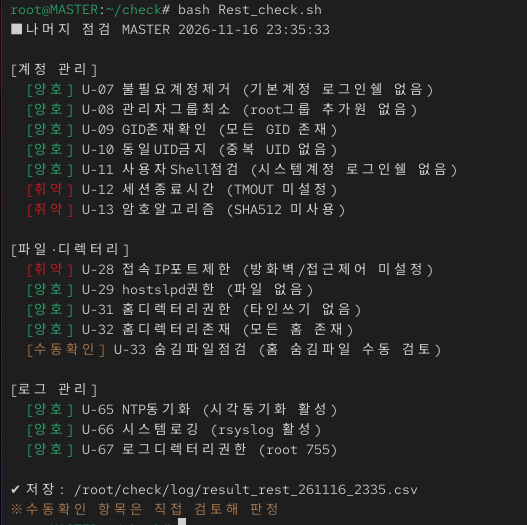 root@MASTER:~/check# bash Rest_check.sh
■나머지 점검 MASTER 2026-11-16 23:35:33
[계정 관리]
[양호] U-07 불필요계정제거 (기본계정 로그인쉘 없음)
[양호] U-08 관리자그룹최소 (root그룹 추가원 없음)
[양호] U-09 GID존재확인 (모든 GID 존재)
[양호] U-10 동일UID금지 (중복 UID 없음)
[양호] U-11 사용자Shell점검 (시스템계정 로그인쉘 없음)
[취약] U-12 세션종료시간 (TMOUT 미설정)
[취약] U-13 암호알고리즘 (SHA512 미사용)
[파일·디렉터리]
[취약] U-28 접속IP포트제한 (방화벽/접근제어 미설정)
[양호] U-29 hostslpd권한 (파일 없음)
[양호] U-31 홈디렉터리권한 (타인쓰기 없음)
[양호] U-32 홈디렉터리존재 (모든 홈 존재)
[수동확인] U-33 숨김파일점검 (홈 숨김파일 수동 검토)
[로그 관리]
[양호] U-65 NTP동기화 (시각동기화 활성)
[양호] U-66 시스템로깅 (rsyslog 활성)
[양호] U-67 로그디렉터리권한 (root 755)
✔ 저장: /root/check/log/result_rest_261116_2335.csv
※수동확인 항목은 직접 검토해 판정